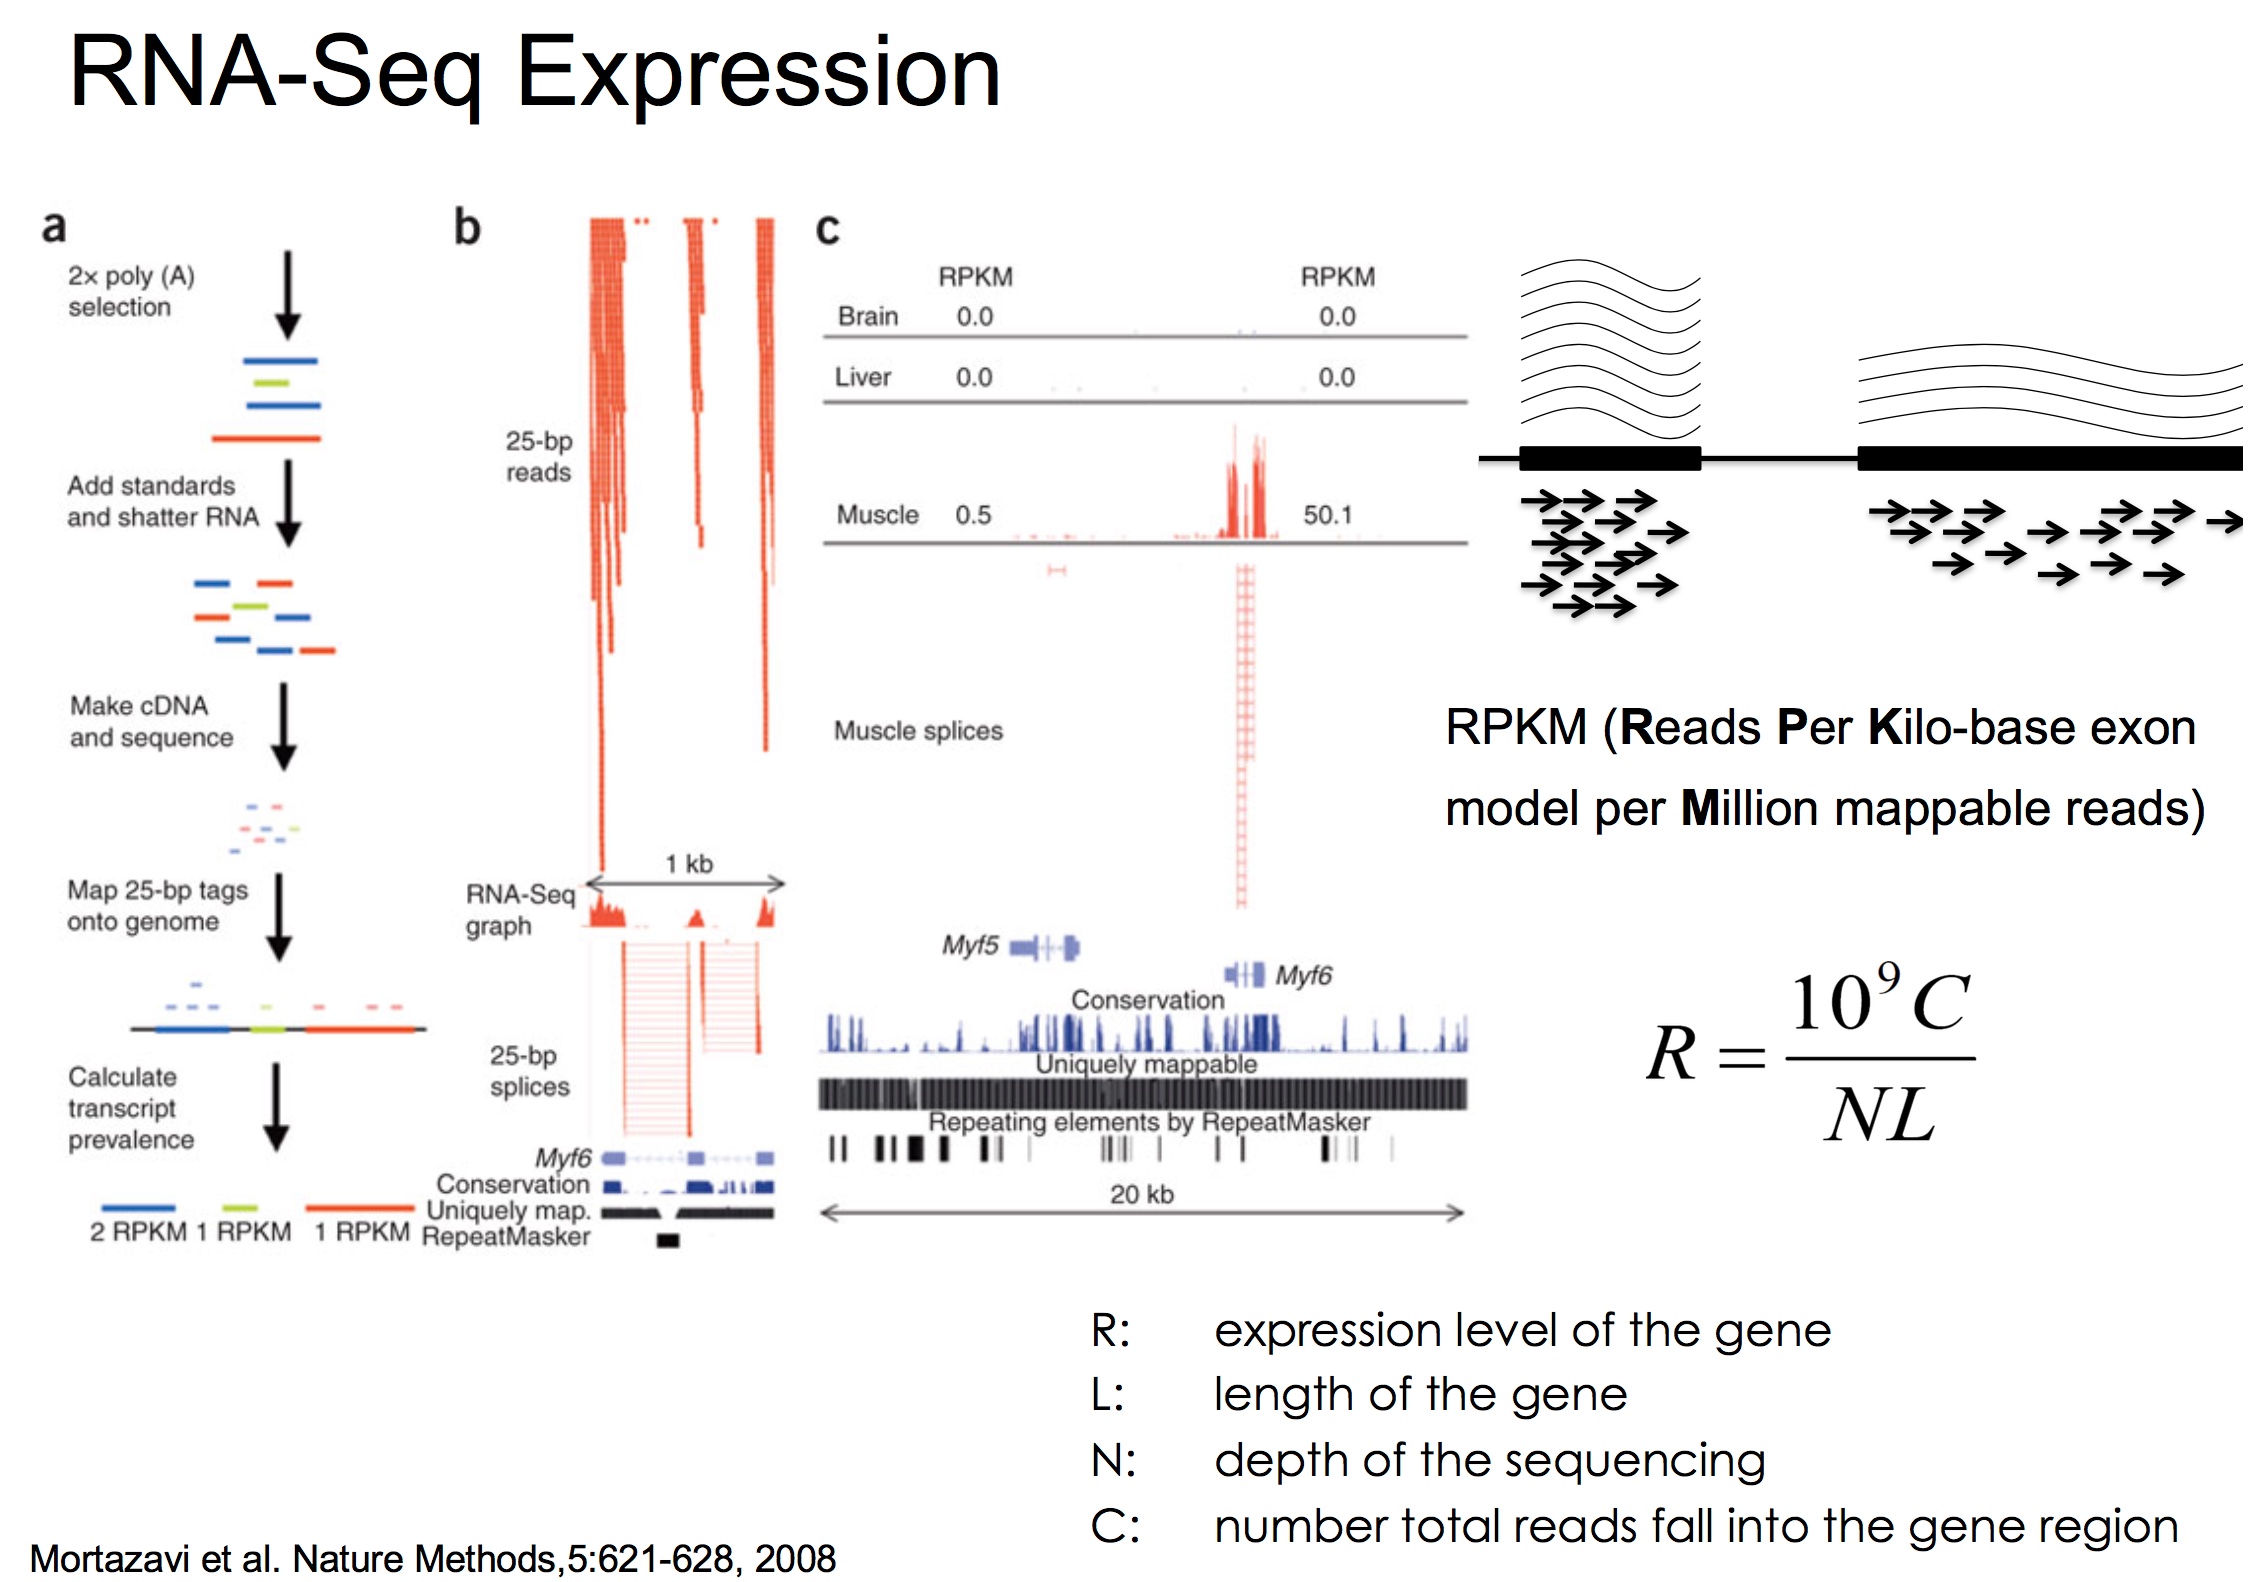 RNA-Seq Expression
a
2× poly (A)
selection
Add standards
and shatter RNA
Make cDNA
and sequence
Map 25-bp tags
onto genome
Calculate
transcript
prevalence
2 RPKM 1 RPKM 1 RPKM
b
25-bp
reads
1 kb
RNA-Seq
graph
25-bp
splices
Myf6
Conservation
Uniquely map.
RepeatMasker
c
RPKM RPKM
Brain 0.0 0.0
Liver 0.0 0.0
Muscle 0.5 50.1
Muscle splices
Myf5
Myf6
Conservation
Uniquely mappable
Repeating elements by RepeatMasker
20 kb
RPKM (Reads Per Kilo-base exon
model per Million mappable reads)
R = 10⁹C / NL
R: expression level of the gene
L: length of the gene
N: depth of the sequencing
C: number total reads fall into the gene region
Mortazavi et al. Nature Methods,5:621-628, 2008